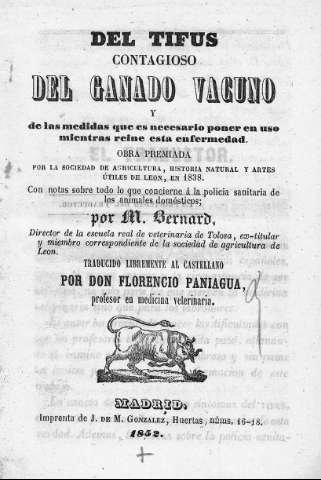 DEL TIFUS
CONTAGIOSO
DEL GANADO VACUNO
Y
de las medidas que es necesario poner en uso
mientras reine esta enfermedad.
OBRA PREMIADA
POR LA SOCIEDAD DE AGRICULTURA, HISTORIA NATURAL Y ARTES
ÚTILES DE LEON, EN 1838.
Con notas sobre todo lo que concierne á la policía sanitaria de
los animales domésticos;
por M. Bernard,
Director de la escuela real de veterinaria de Tolosa, ex-titular
y miembro correspondiente de la sociedad de agricultura de
Leon.
TRADUCIDO LIBREMENTE AL CASTELLANO
POR DON FLORENCIO PANIAGUA,
profesor en medicina veterinaria.
MADRID.
Imprenta de J. DE M. GONZALEZ, Huertas, núms. 16-18.
1852.